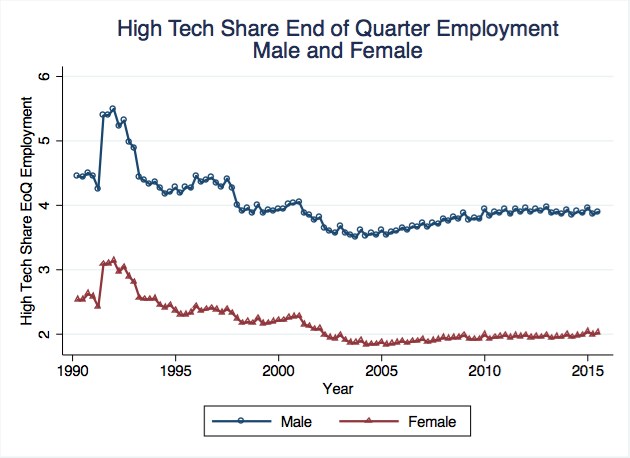 High Tech Share End of Quarter Employment
Male and Female
High Tech Share EoQ Employment
6
5
4
3
2
1990 1995 2000 2005 2010 2015
Year
Male Female